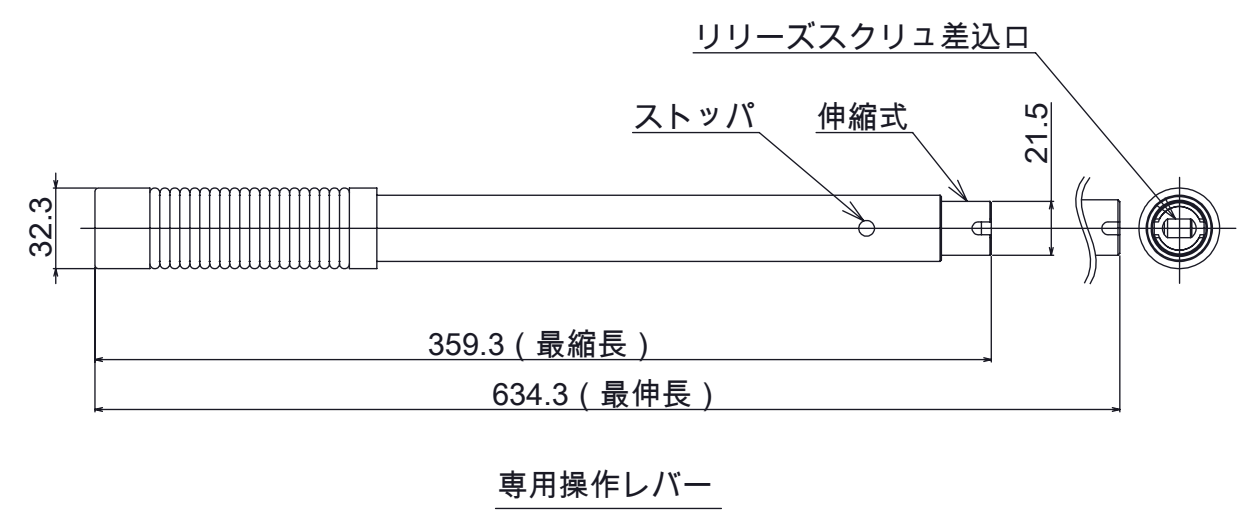 リリーズスクリュ差込口
ストッパ
伸縮式
21.5
32.3
359.3(最縮長)
634.3(最伸長)
専用操作レバー